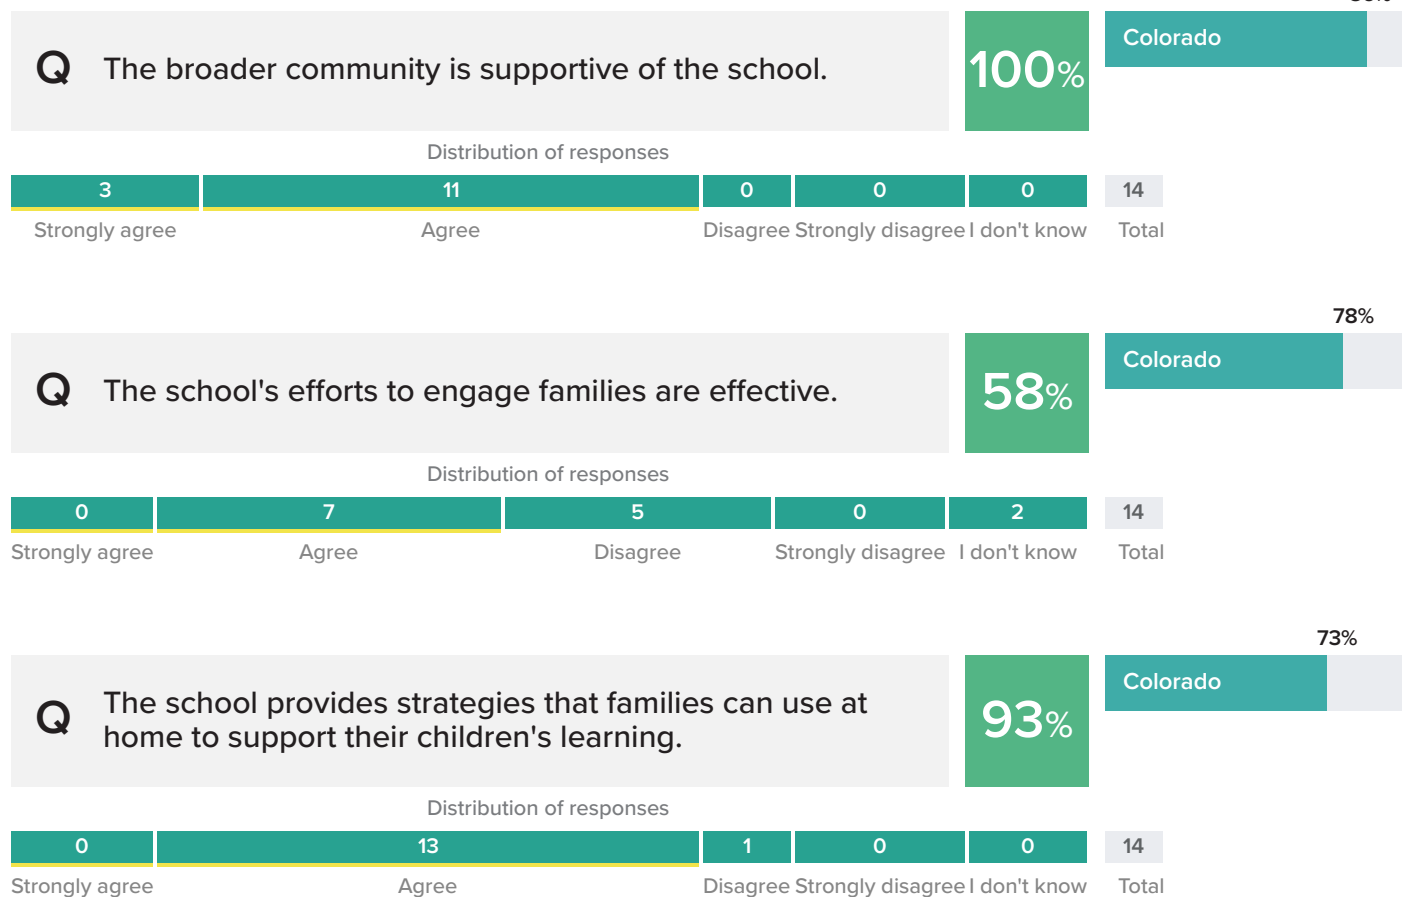 Q The broader community is supportive of the school. 100% Colorado
Distribution of responses
3 11 0 0 0 14
Strongly agree Agree Disagree Strongly disagree I don't know Total
78%
Q The school's efforts to engage families are effective. 58% Colorado
Distribution of responses
0 7 5 0 2 14
Strongly agree Agree Disagree Strongly disagree I don't know Total
73%
Q The school provides strategies that families can use at
home to support their children's learning. 93% Colorado
Distribution of responses
0 13 1 0 0 14
Strongly agree Agree Disagree Strongly disagree I don't know Total